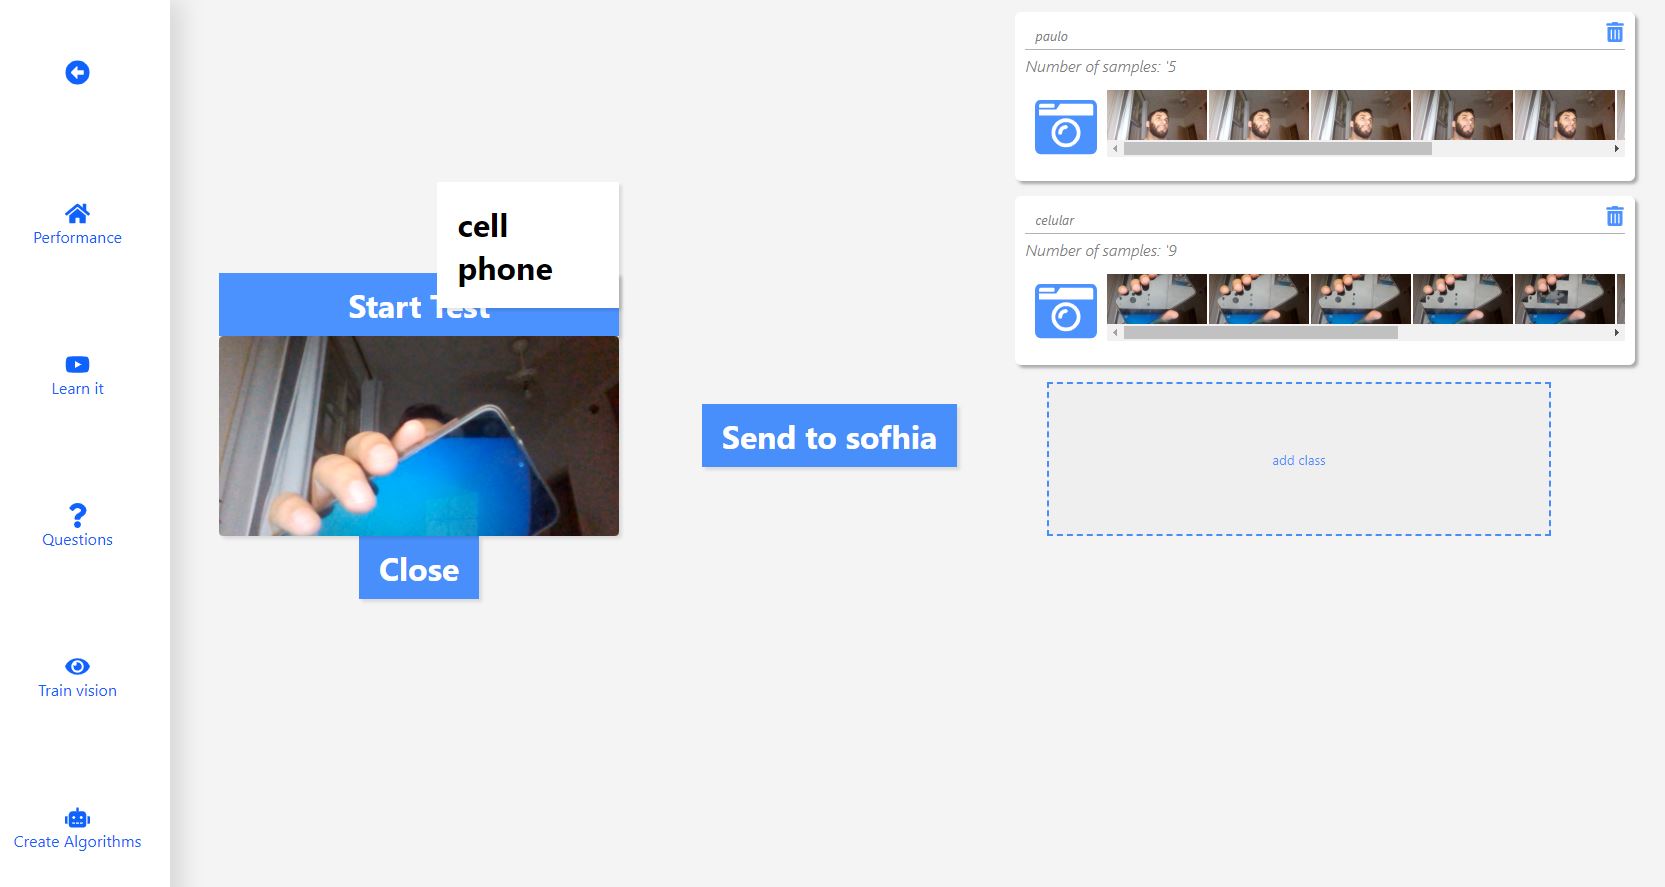 Performance
Learn it
Questions
Train vision
Create Algorithms
cell
phone
Start Test
Close
Send to sofhia
paulo
Number of samples: '5
celular
Number of samples: '9
add class